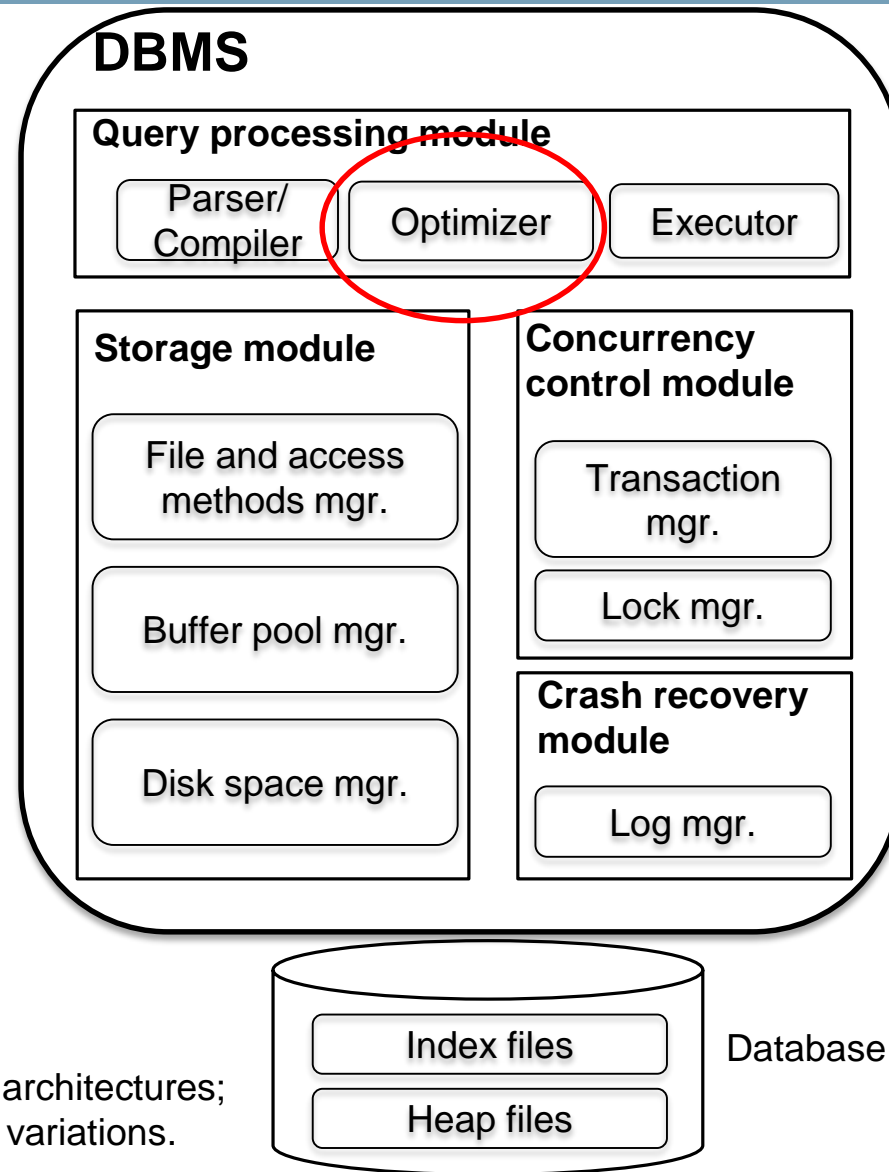 DBMS
Query processing module
Parser/
Compiler
Optimizer
Executor
Storage module
File and access
methods mgr.
Buffer pool mgr.
Disk space mgr.
Concurrency
control module
Transaction
mgr.
Lock mgr.
Crash recovery
module
Log mgr.
Index files
Heap files
Database
architectures;
variations.